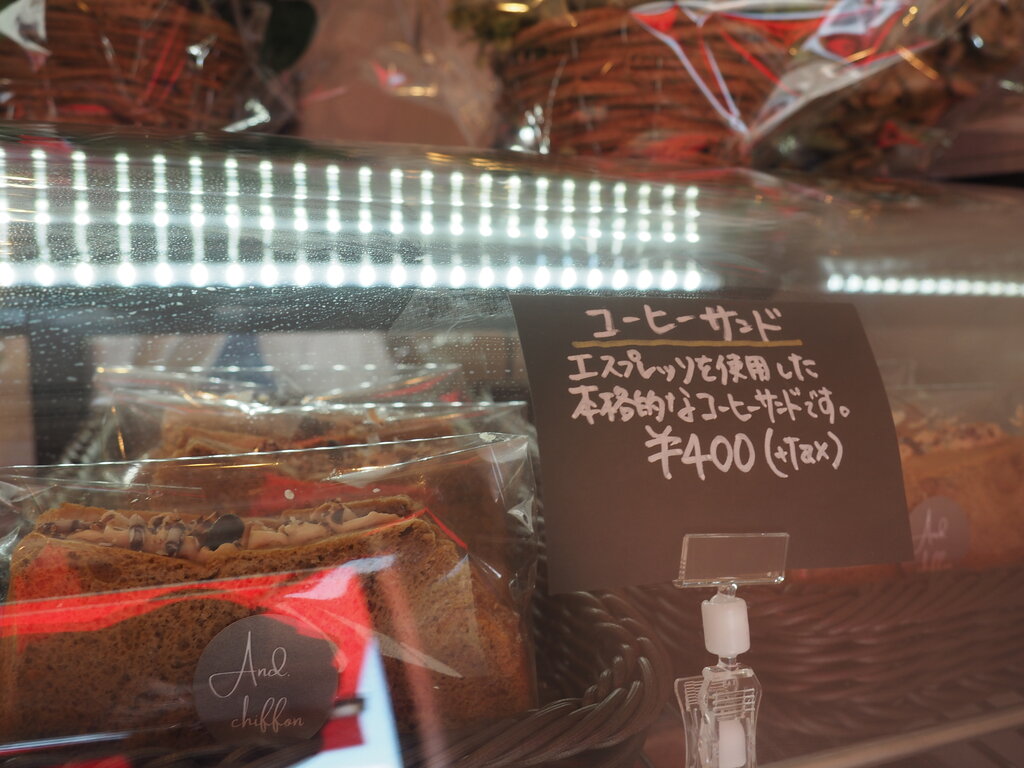 コーヒーサンド
エスプレッソを使用した
本格的なコーヒーサンドです。
¥400(+Tax)
And.
chiffon
And.